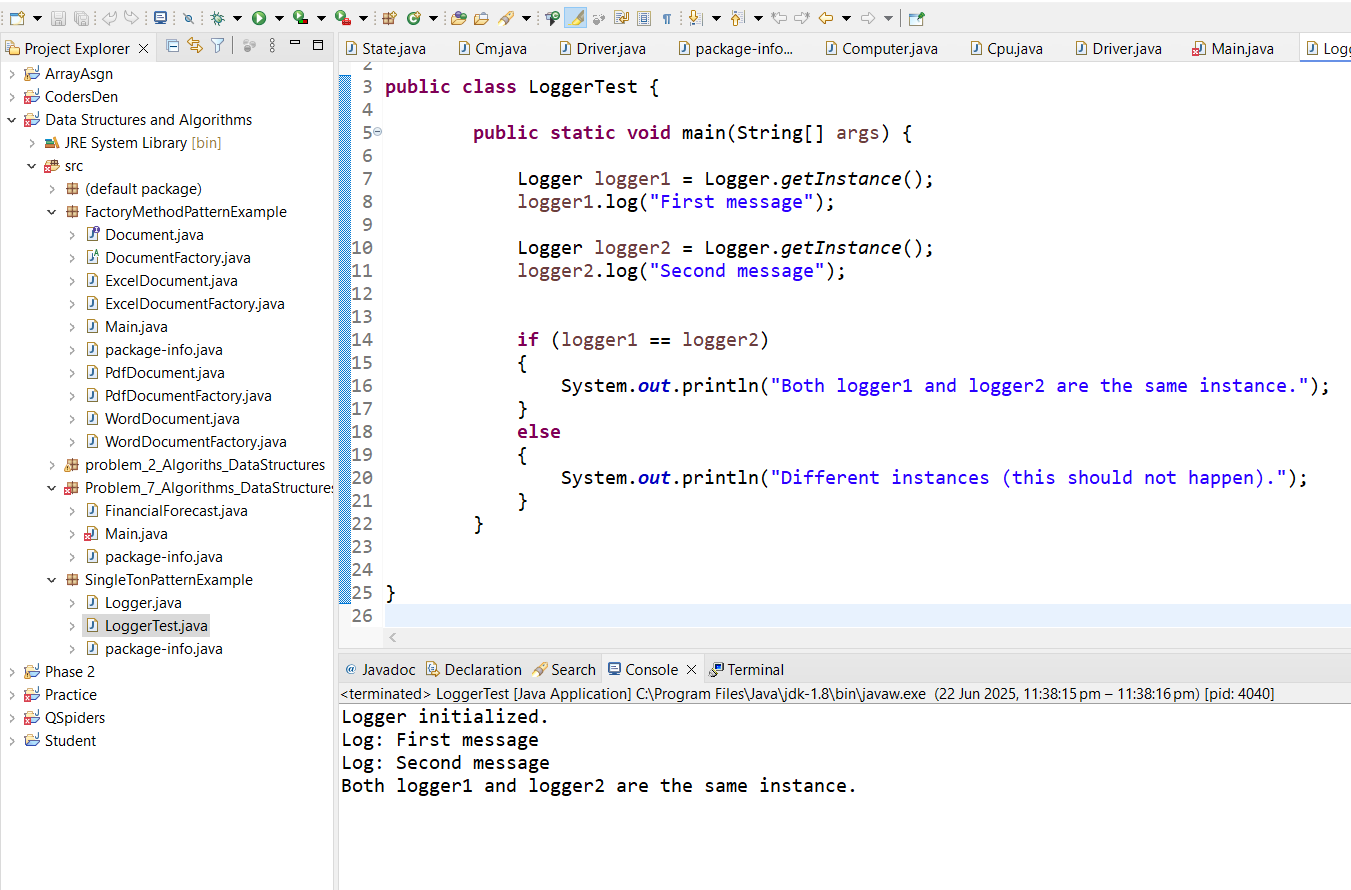 Project Explorer
ArrayAsgn
CodersDen
Data Structures and Algorithms
JRE System Library [bin]
src
(default package)
FactoryMethodPatternExample
Document.java
DocumentFactory.java
ExcelDocument.java
ExcelDocumentFactory.java
Main.java
package-info.java
PdfDocument.java
PdfDocumentFactory.java
WordDocument.java
WordDocumentFactory.java
problem_2_Algoriths_DataStructures
Problem_7_Algorithms_DataStructures
FinancialForecast.java
Main.java
package-info.java
SingleTonPatternExample
Logger.java
LoggerTest.java
package-info.java
Phase 2
Practice
QSpiders
Student
State.java Cm.java Driver.java package-info... Computer.java Cpu.java Driver.java Main.java Logg
2
3 public class LoggerTest {
4
5 public static void main(String[] args) {
6
7 Logger logger1 = Logger.getInstance();
8 logger1.log("First message");
9
10 Logger logger2 = Logger.getInstance();
11 logger2.log("Second message");
12
13
14 if (logger1 == logger2)
15 {
16 System.out.println("Both logger1 and logger2 are the same instance.");
17 }
18 else
19 {
20 System.out.println("Different instances (this should not happen).");
21 }
22 }
23
24
25 }
26
@ Javadoc Declaration Search Console Terminal
<terminated> LoggerTest [Java Application] C:\Program Files\Java\jdk-1.8\bin\javaw.exe (22 Jun 2025, 11:38:15 pm – 11:38:16 pm) [pid: 4040]
Logger initialized.
Log: First message
Log: Second message
Both logger1 and logger2 are the same instance.